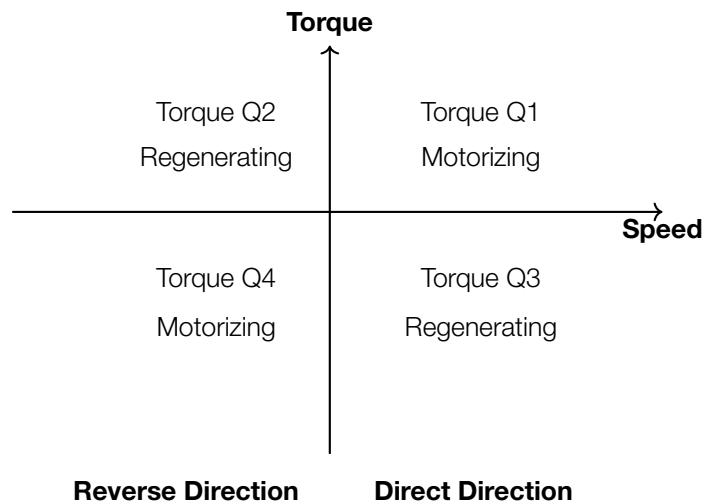 Torque
Torque Q2
Regenerating
Torque Q1
Motorizing
Speed
Torque Q4
Motorizing
Torque Q3
Regenerating
Reverse Direction
Direct Direction